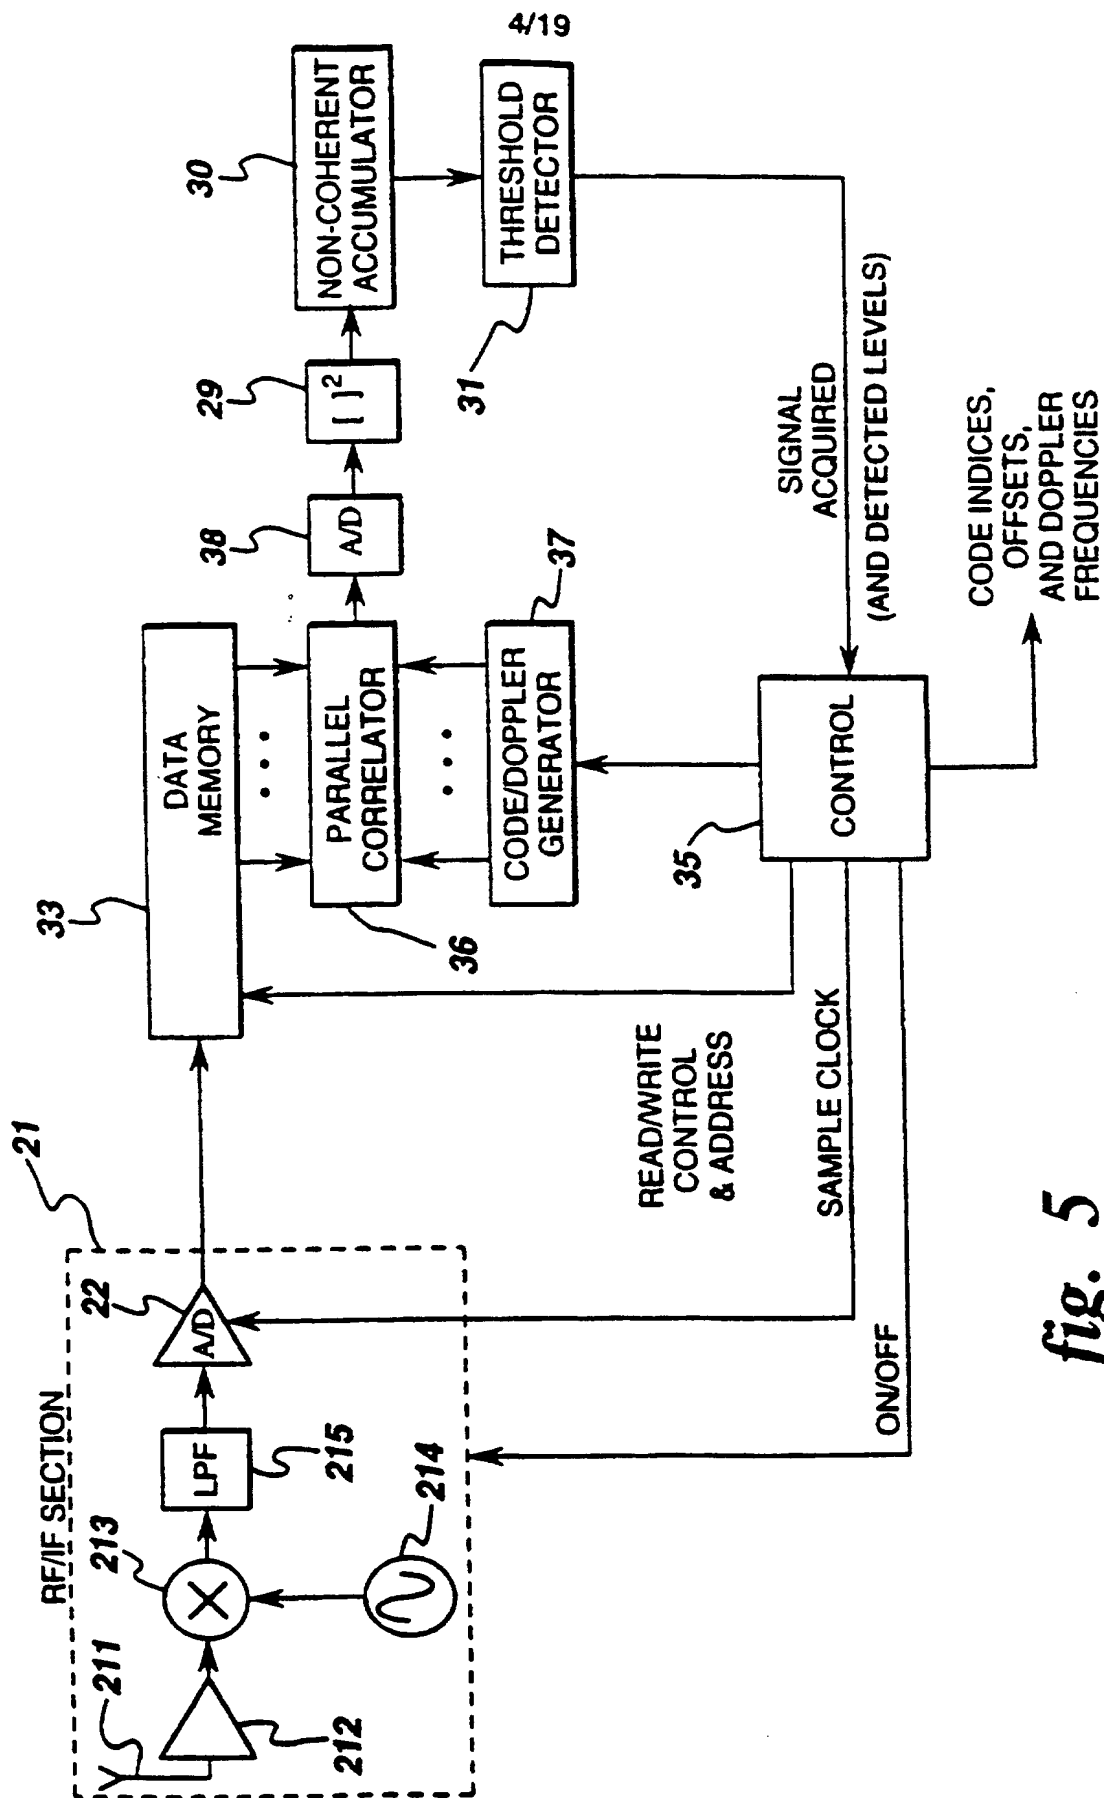 4/19
RF/IF SECTION
21
211
212
213
214
LPF
215
A/D
22
DATA
MEMORY
33
PARALLEL
CORRELATOR
36
CODE/DOPPLER
GENERATOR
37
A/D
38
[ ]²
29
NON-COHERENT
ACCUMULATOR
30
THRESHOLD
DETECTOR
31
SIGNAL
ACQUIRED
(AND DETECTED LEVELS)
CONTROL
35
READ/WRITE
CONTROL
& ADDRESS
SAMPLE CLOCK
ON/OFF
CODE INDICES,
OFFSETS,
AND DOPPLER
FREQUENCIES
fig. 5